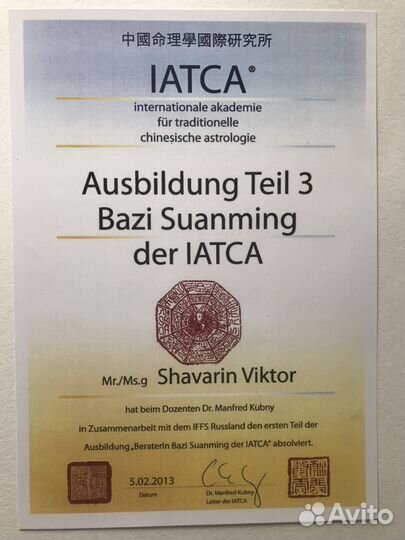 中國命理學國際研究所
IATCA®
internationale akademie
für traditionelle
chinesische astrologie
Ausbildung Teil 3
Bazi Suanming
der IATCA
Mr./Ms.g Shavarin Viktor
hat beim Dozenten Dr. Manfred Kubny
in Zusammenarbeit mit dem IFFS Russland den ersten Teil der
Ausbildung „Beraterin Bazi Suanming der IATCA" absolviert.
5.02.2013
Datum
Dr. Manfred Kubny
Leiter der IATCA
Avito